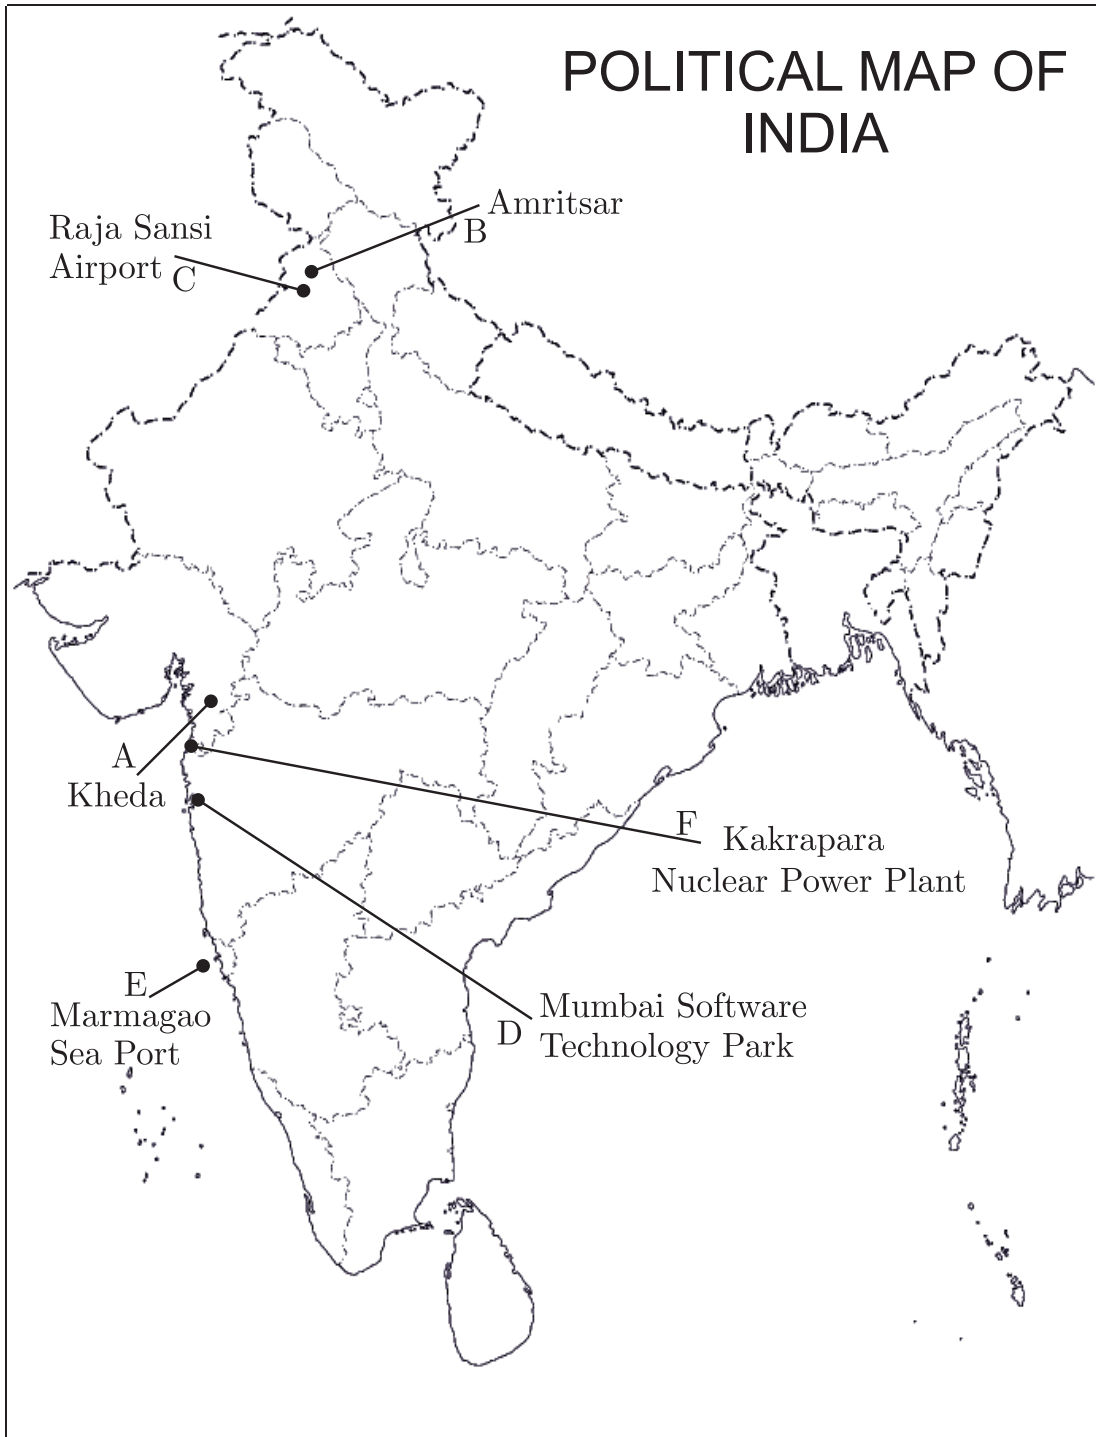 POLITICAL MAP OF
INDIA
Amritsar
B
Raja Sansi
Airport
C
A
Kheda
F
Kakrapara
Nuclear Power Plant
E
Marmagao
Sea Port
D
Mumbai Software
Technology Park